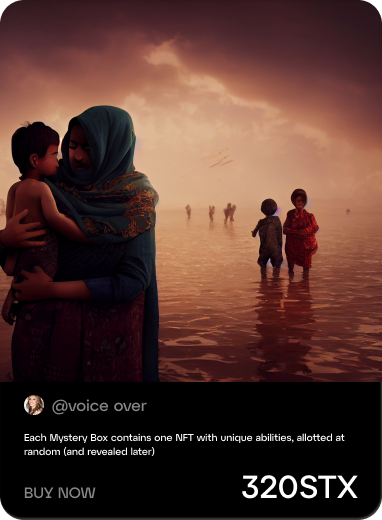 @voice over
Each Mystery Box contains one NFT with unique abilities, allotted at
random (and revealed later)
BUY NOW
320STX